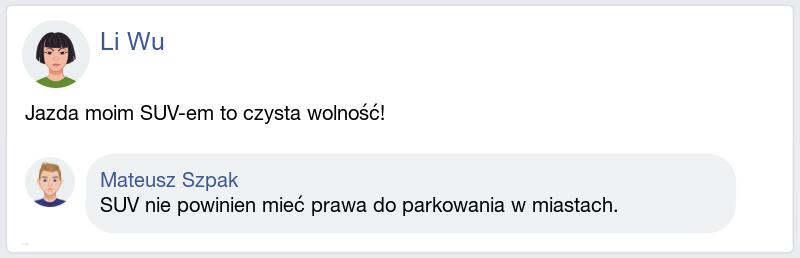 Li Wu
Jazda moim SUV-em to czysta wolność!
Mateusz Szpak
SUV nie powinien mieć prawa do parkowania w miastach.